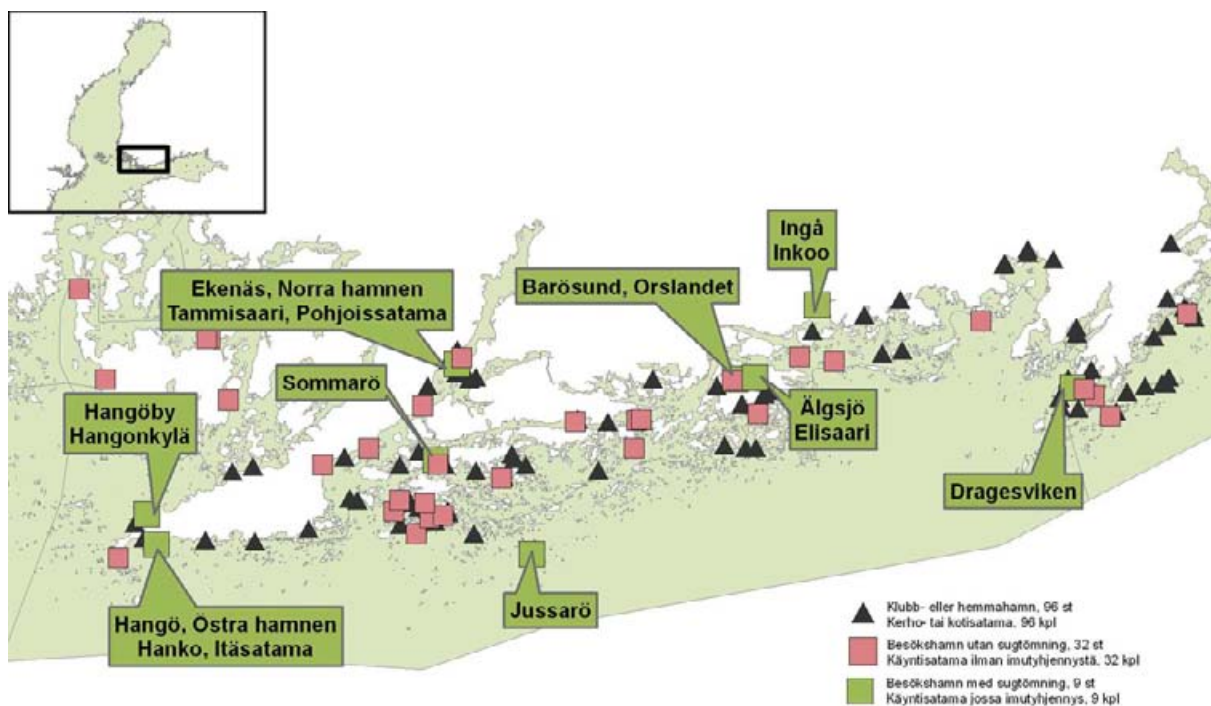 Ingå
Inkoo
Ekenäs, Norra hamnen
Tammisaari, Pohjoissatama
Barösund, Orslandet
Sommarö
Hangöby
Hangonkylä
Älgsjö
Elisaari
Dragesviken
Hangö, Östra hamnen
Hanko, Itäsatama
Jussarö
Klubb- eller hemmahamn, 96 st
Kerho- tai kotisatama, 96 kpl
Besökshamn utan sugtömning, 32 st
Käyntisatama ilman imutyhjennystä, 32 kpl
Besökshamn med sugtömning, 9 st
Käyntisatama jossa imutyhjennys, 9 kpl